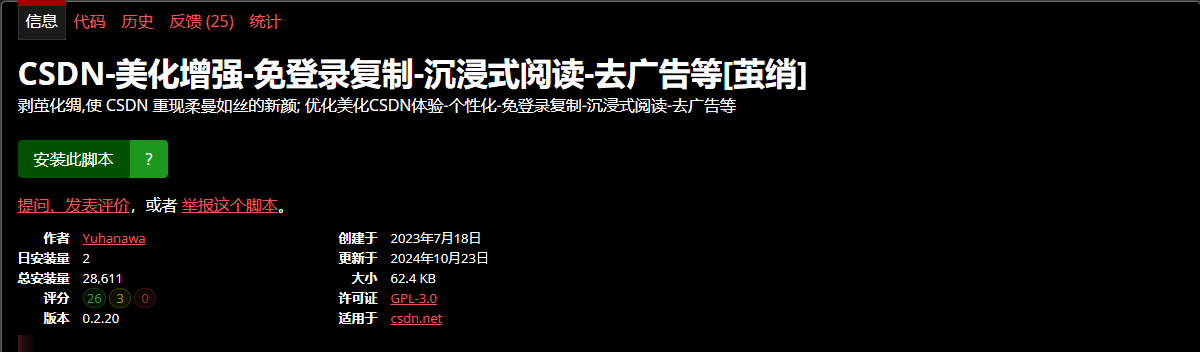 信息 代码 历史 反馈 (25) 统计
CSDN-美化增强-免登录复制-沉浸式阅读-去广告等[茧绡]
剥茧化绸,使 CSDN 重现柔曼如丝的新颜; 优化美化CSDN体验-个性化-免登录复制-沉浸式阅读-去广告等
安装此脚本 ?
提问、发表评价，或者 举报这个脚本。
作者 Yuhanawa 创建于 2023年7月18日
日安装量 2 更新于 2024年10月23日
总安装量 28,611 大小 62.4 KB
评分 26 3 0 许可证 GPL-3.0
版本 0.2.20 适用于 csdn.net